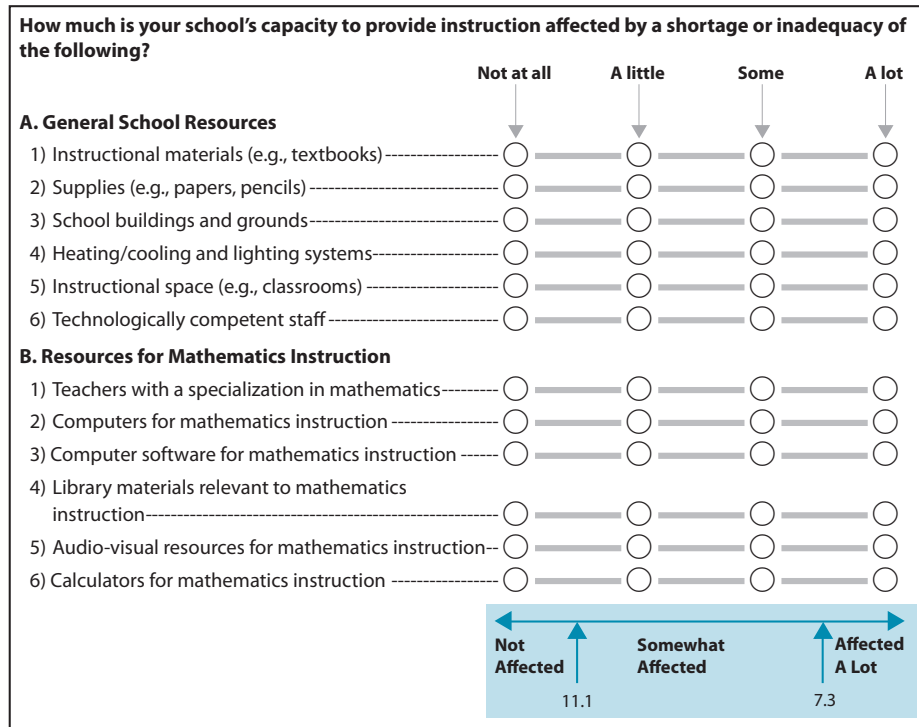 How much is your school’s capacity to provide instruction affected by a shortage or inadequacy of
the following?
Not at all A little Some A lot
A. General School Resources
1) Instructional materials (e.g., textbooks)
2) Supplies (e.g., papers, pencils)
3) School buildings and grounds
4) Heating/cooling and lighting systems
5) Instructional space (e.g., classrooms)
6) Technologically competent staff
B. Resources for Mathematics Instruction
1) Teachers with a specialization in mathematics
2) Computers for mathematics instruction
3) Computer software for mathematics instruction
4) Library materials relevant to mathematics
instruction
5) Audio-visual resources for mathematics instruction
6) Calculators for mathematics instruction
Not Somewhat Affected
Affected Affected A Lot
11.1 7.3